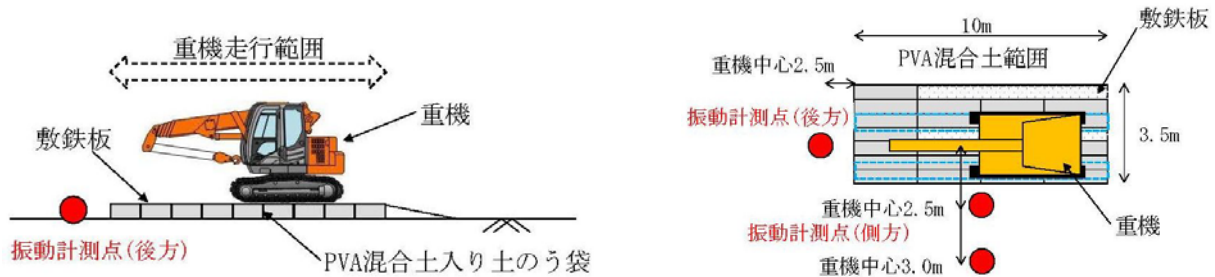 重機走行範囲
敷鉄板
重機
振動計測点(後方)
PVA混合土入り土のう袋
10m
敷鉄板
重機中心2.5m
PVA混合土範囲
振動計測点(後方)
3.5m
重機中心2.5m
振動計測点(側方)
重機
重機中心3.0m